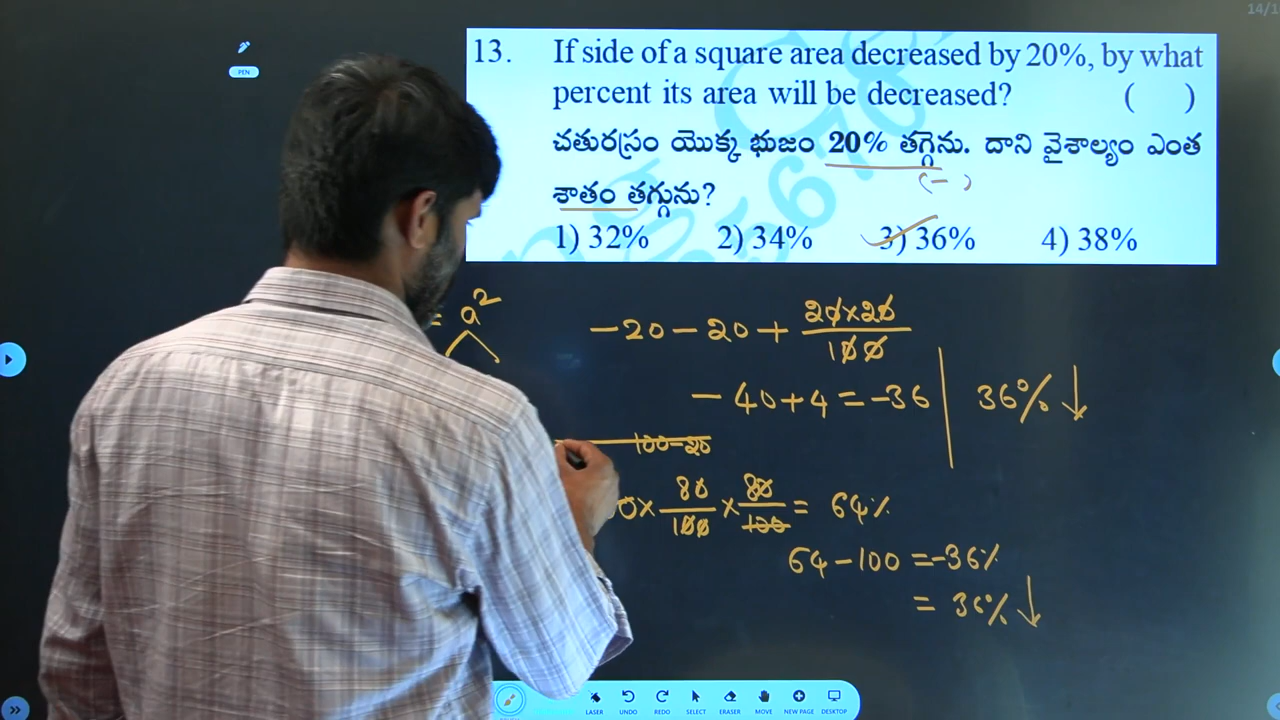 14/1
PEN
13. If side of a square area decreased by 20%, by what
percent its area will be decreased? ( )
చతురస్రం యొక్క భుజం 20% తగ్గెను. దాని వైశాల్యం ఎంత
(-)
శాతం తగ్గును?
1) 32% 2) 34% 3) 36% 4) 38%
= a²
-20 - 20 + 20×20/100
-40+4 = -36 | 36% ↓
100-20
0× 80/100 × 80/100 = 64%
64-100 = -36%
= 36% ↓
LASER UNDO REDO SELECT ERASER MOVE NEW PAGE DESKTOP